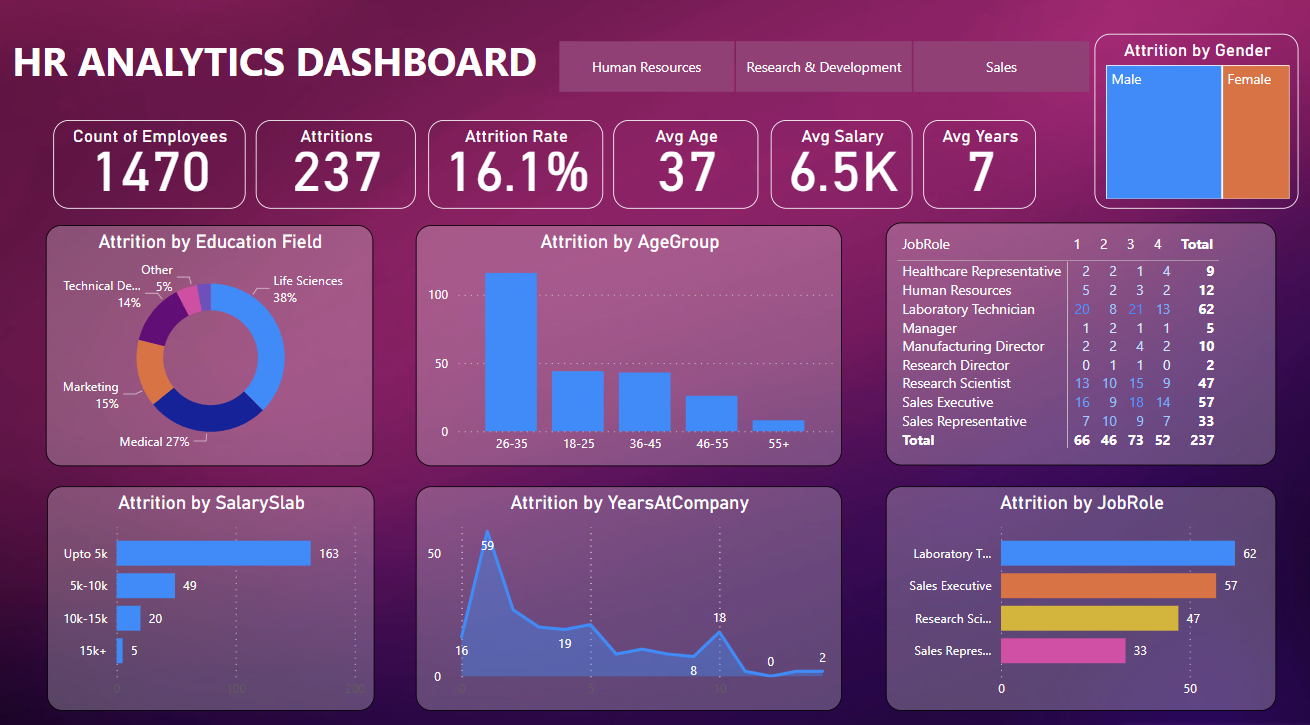 HR ANALYTICS DASHBOARD
Human Resources
Research & Development
Sales
Attrition by Gender
Male
Female
Count of Employees
1470
Attritions
237
Attrition Rate
16.1%
Avg Age
37
Avg Salary
6.5K
Avg Years
7
Attrition by Education Field
Other
5%
Life Sciences
38%
Technical De...
14%
Marketing
15%
Medical 27%
Attrition by AgeGroup
100
50
0
26-35 18-25 36-45 46-55 55+
JobRole 1 2 3 4 Total
Healthcare Representative 2 2 1 4 9
Human Resources 5 2 3 2 12
Laboratory Technician 20 8 21 13 62
Manager 1 2 1 1 5
Manufacturing Director 2 2 4 2 10
Research Director 0 1 1 0 2
Research Scientist 13 10 15 9 47
Sales Executive 16 9 18 14 57
Sales Representative 7 10 9 7 33
Total 66 46 73 52 237
Attrition by SalarySlab
Upto 5k 163
5k-10k 49
10k-15k 20
15k+ 5
0 100 200
Attrition by YearsAtCompany
50
0
59
16
19
8
18
0
2
0 5 10
Attrition by JobRole
Laboratory T... 62
Sales Executive 57
Research Sci... 47
Sales Repres... 33
0 50